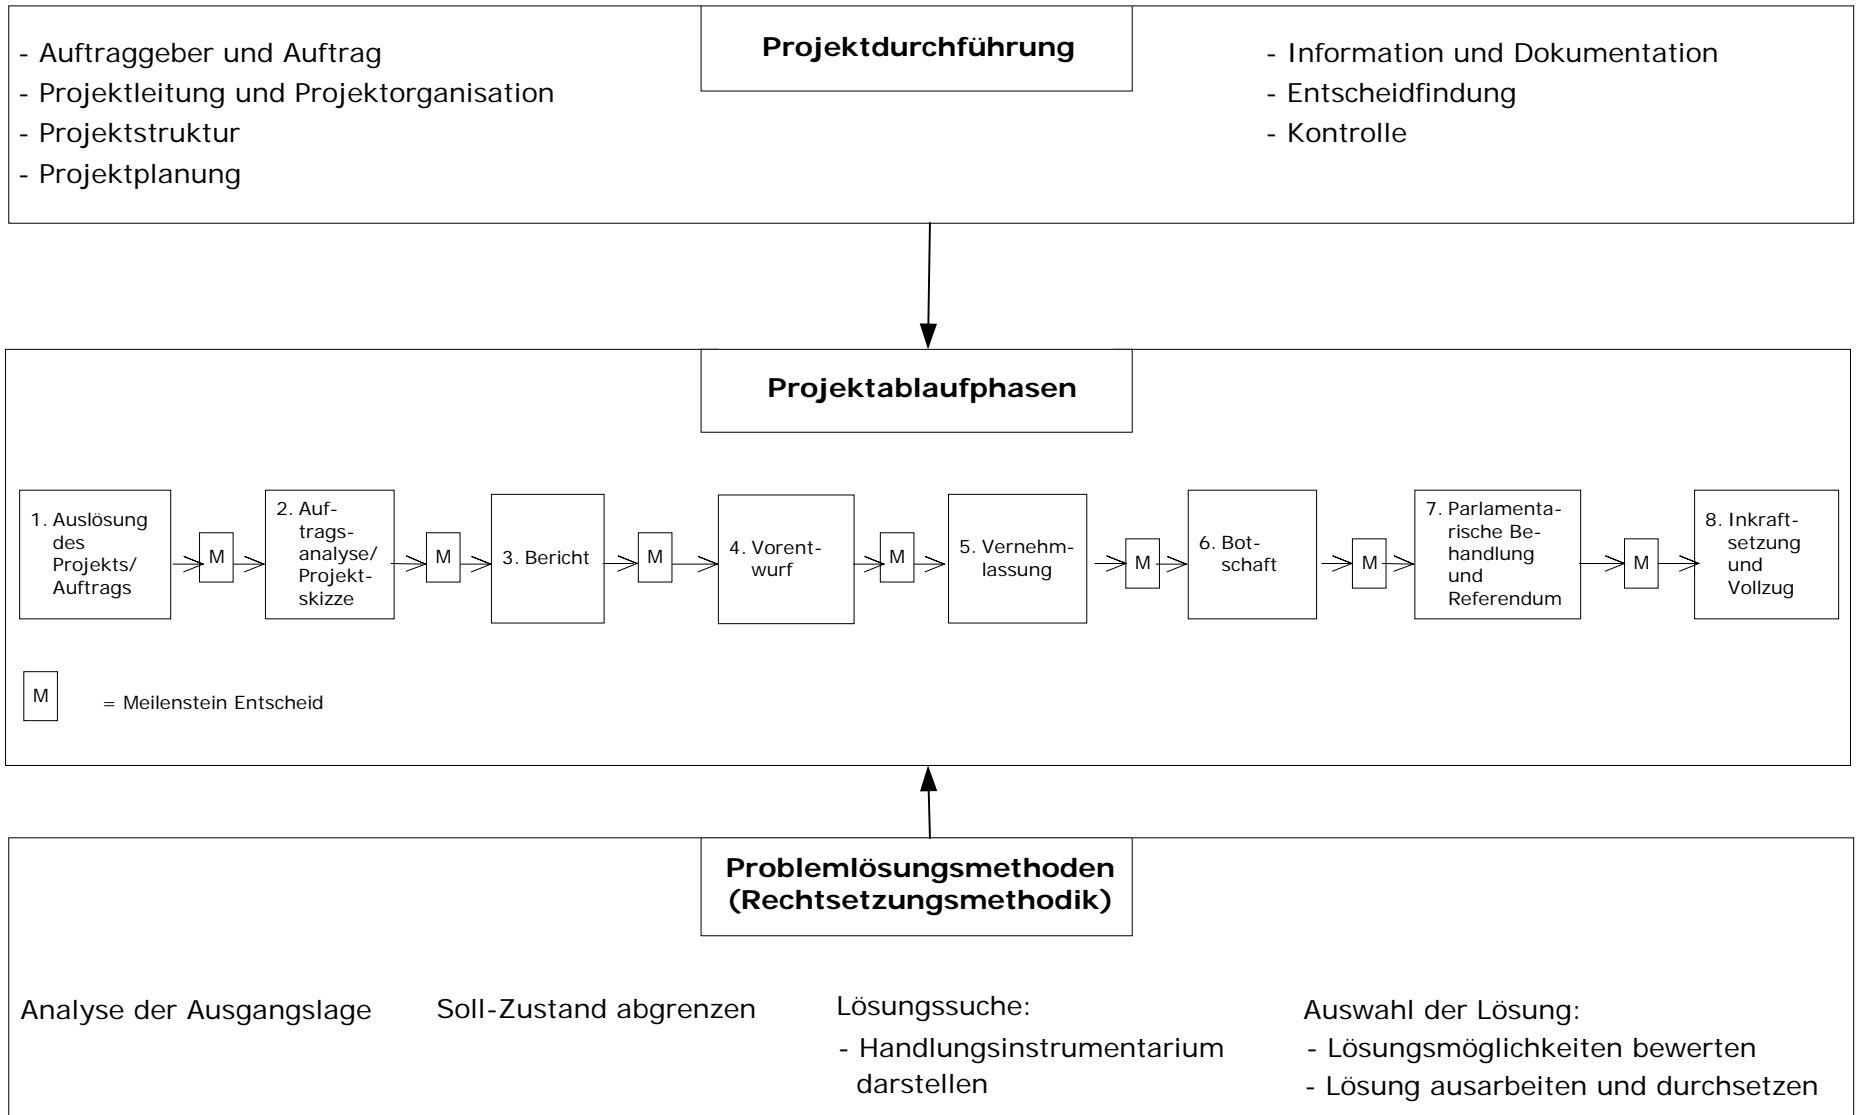 Projektdurchführung
- Auftraggeber und Auftrag
- Projektleitung und Projektorganisation
- Projektstruktur
- Projektplanung
- Information und Dokumentation
- Entscheidfindung
- Kontrolle
Projektablaufphasen
1. Auslösung
des
Projekts/
Auftrags
M
2. Auf-
trags-
analyse/
Projekt-
skizze
M
3. Bericht
M
4. Vorent-
wurf
M
5. Vernehm-
lassung
M
6. Bot-
schaft
M
7. Parlamenta-
rische Be-
handlung
und
Referendum
M
8. Inkraft-
setzung
und
Vollzug
M = Meilenstein Entscheid
Problemlösungsmethoden
(Rechtsetzungsmethodik)
Analyse der Ausgangslage
Soll-Zustand abgrenzen
Lösungssuche:
- Handlungsinstrumentarium
darstellen
Auswahl der Lösung:
- Lösungsmöglichkeiten bewerten
- Lösung ausarbeiten und durchsetzen